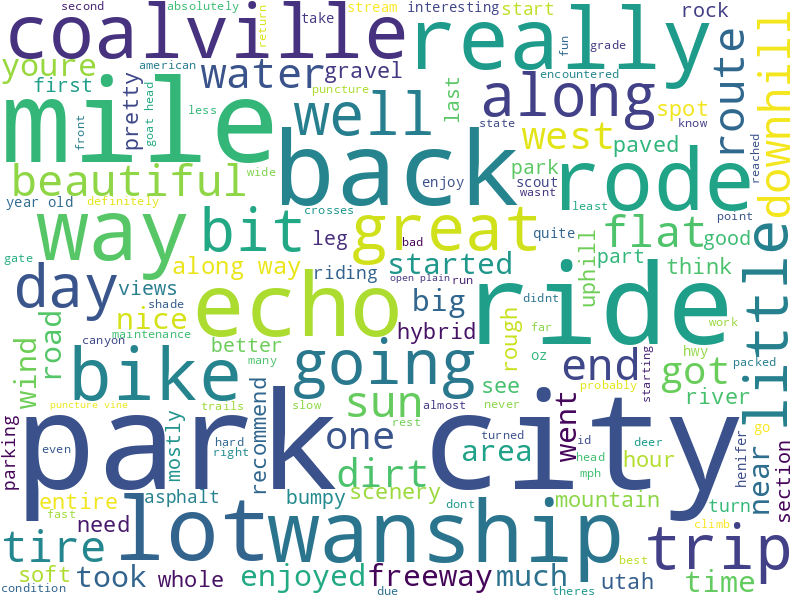 second
absolutely
stream
interesting
start
rock
coalville
return
take
really
fun
grade
youre
american
water
gravel
encountered
first
mile
pretty
goat head
puncture
front
less
well
last
along
spot
route
downhill
state
know
back
west
paved
reached
beautiful
wide
enjoy
park
scout
wasnt
rode
year old
definitely
crosses
least
point
way
bit
leg
great
bad
quite
flat
good
gate
along way
started
part
day
views
riding
open plain
run
uphill
think
little
shade
echo
big
didnt
ride
nice
hybrid
rough
far
work
road
wind
maintenance
better
canyon
many
going
oz
end
starting
hwy
got
packed
bike
see
probably
river
puncture vine
trails
slow
sun
almost
never
park city
rest
went
go
parking
even
mostly
hard
right
recommend
one
turned
id
deer
henifer
area
head
hour
near
section
dirt
mph
entire
asphalt
bumpy
scenery
dont
mountain
turn
fast
need
lot
wanship
climb
tire
trip
best
soft
took
whole
enjoyed
freeway
much
utah
time
condition
due
theres